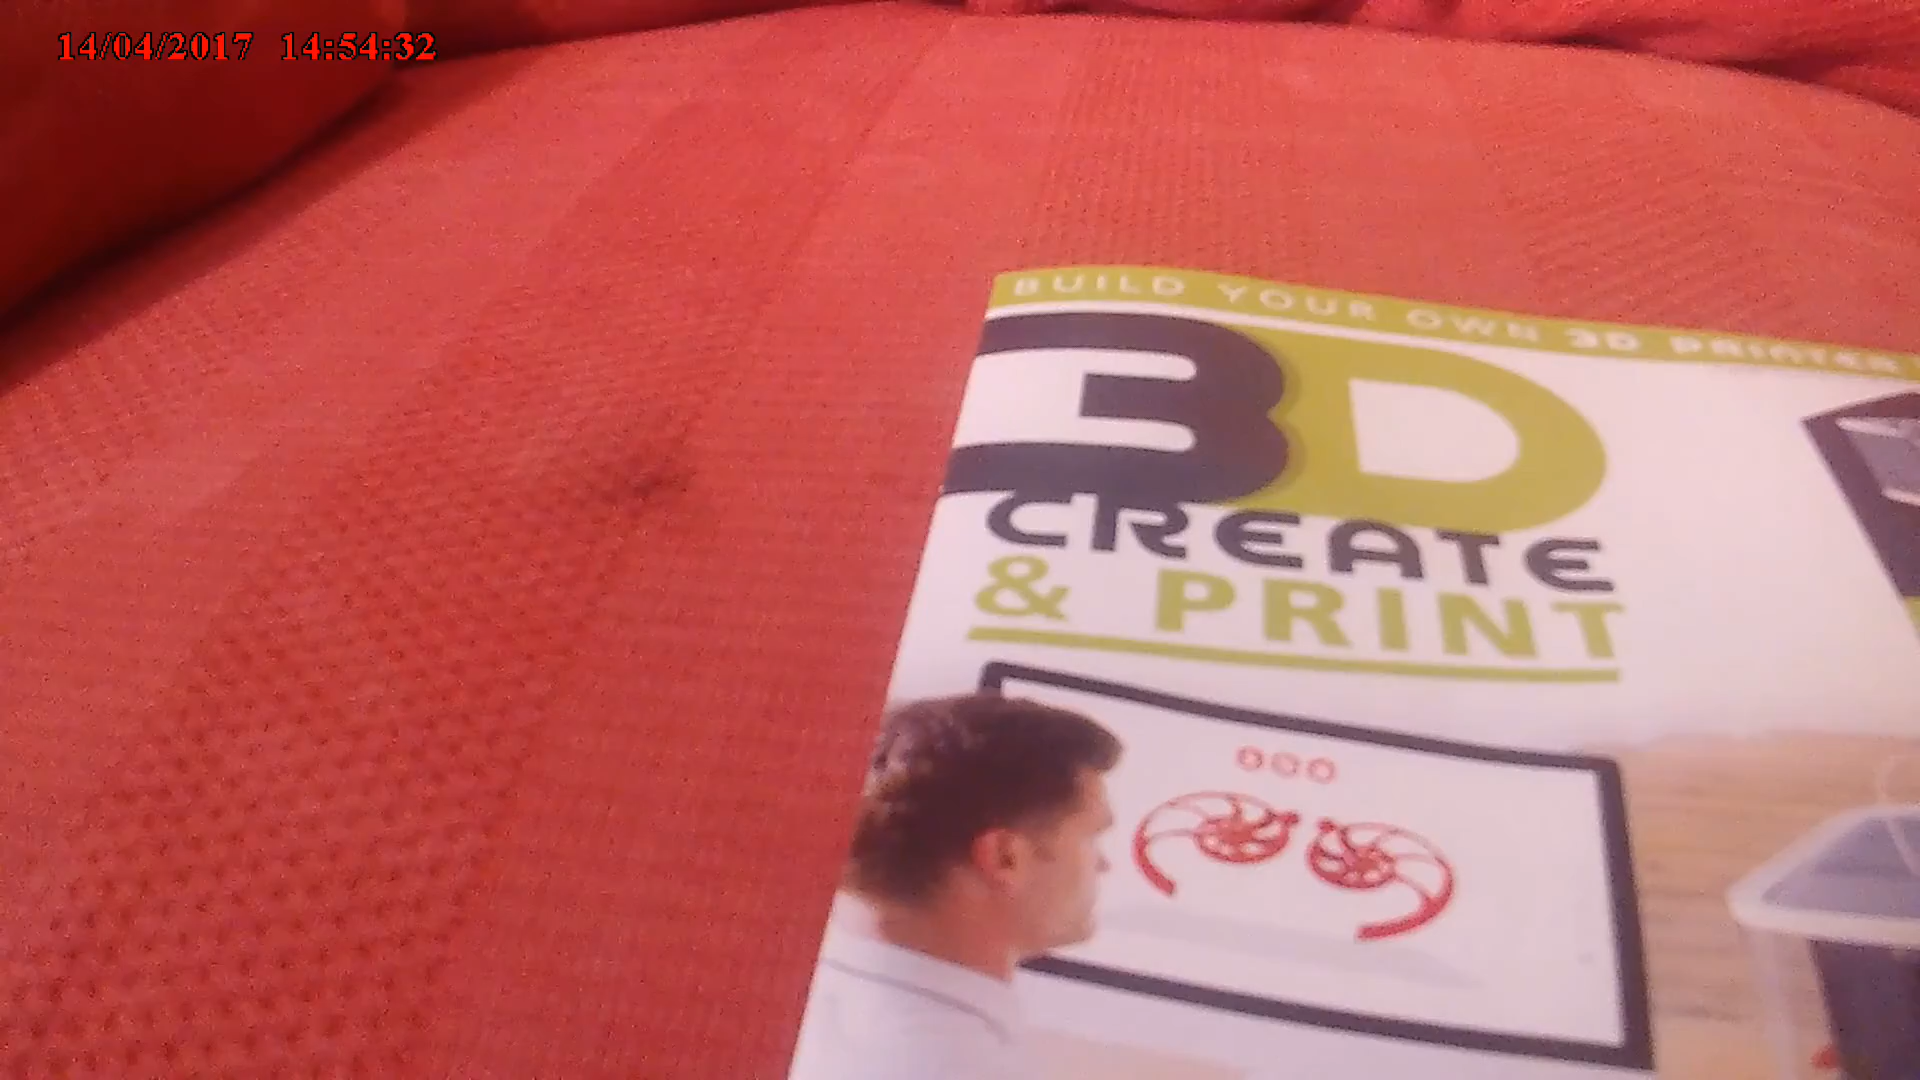 14/04/2017 14:54:32
BUILD YOUR OWN 3D PRINTER
3D
CREATE
& PRINT